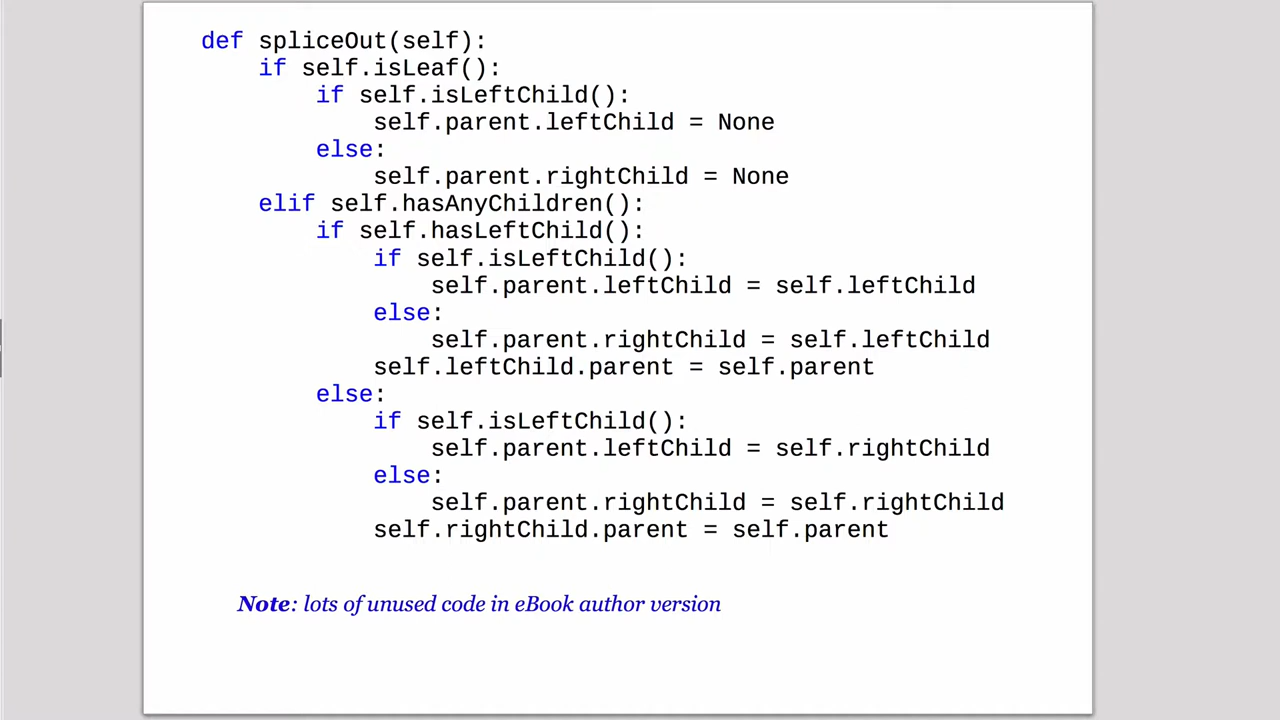 def spliceOut(self):
    if self.isLeaf():
        if self.isLeftChild():
            self.parent.leftChild = None
        else:
            self.parent.rightChild = None
    elif self.hasAnyChildren():
        if self.hasLeftChild():
            if self.isLeftChild():
                self.parent.leftChild = self.leftChild
            else:
                self.parent.rightChild = self.leftChild
            self.leftChild.parent = self.parent
        else:
            if self.isLeftChild():
                self.parent.leftChild = self.rightChild
            else:
                self.parent.rightChild = self.rightChild
            self.rightChild.parent = self.parent
Note: lots of unused code in eBook author version